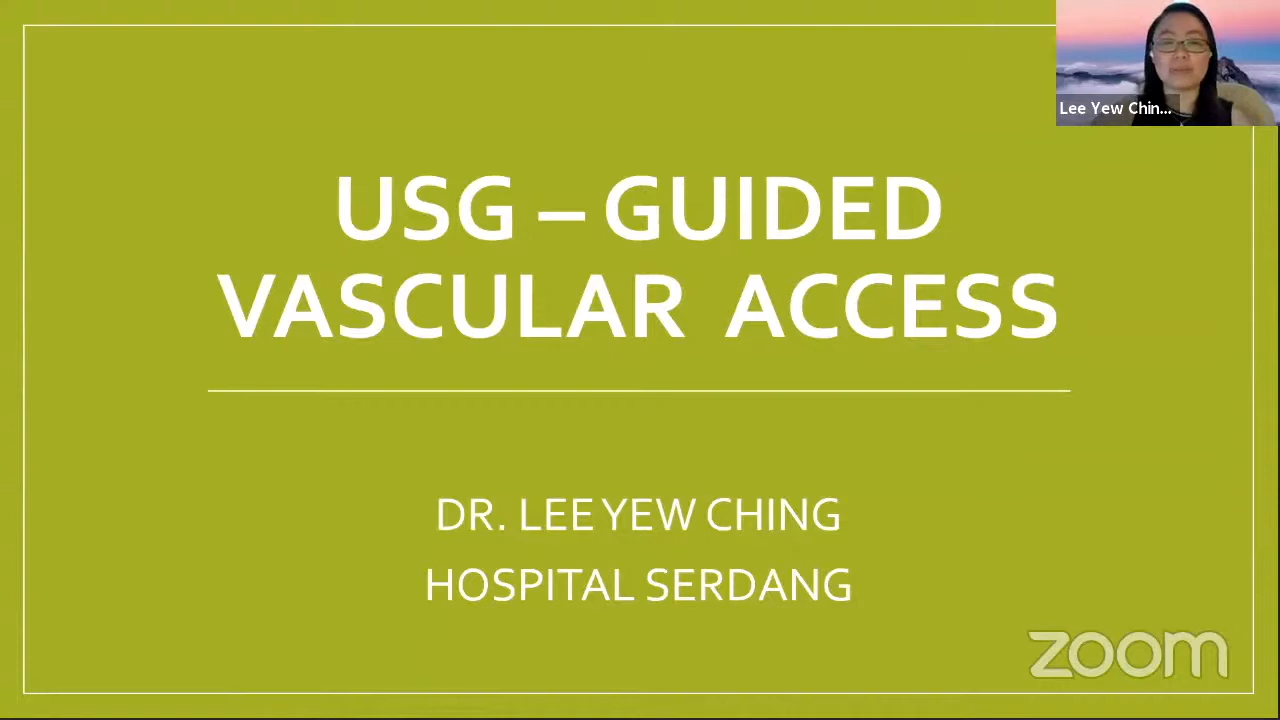 Lee Yew Chin...
USG – GUIDED
VASCULAR ACCESS
DR. LEE YEW CHING
HOSPITAL SERDANG
zoom